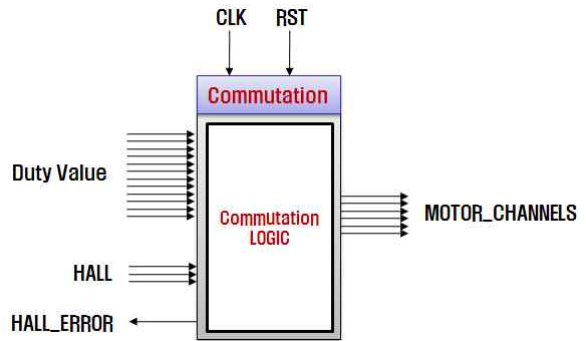 CLK RST
Commutation
Duty Value
Commutation
LOGIC
MOTOR_CHANNELS
HALL
HALL_ERROR